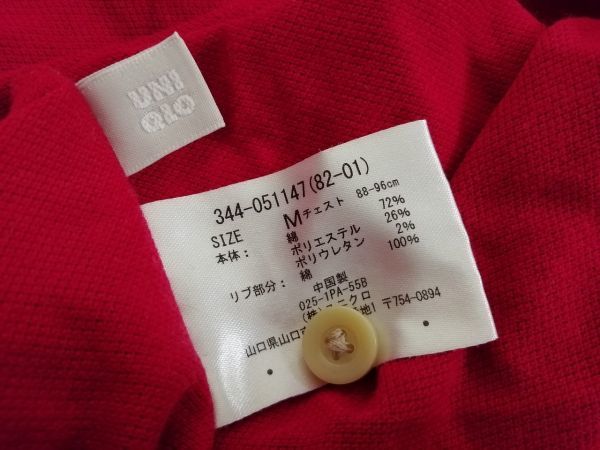 UNI
QLO
344-051147(82-01)
SIZE M チェスト 88-96cm
本体: 綿 72%
ポリエステル 26%
ポリウレタン 2%
リブ部分: 綿 100%
中国製
025-1PA-55B
(株)ユニクロ
山口県山口市 地1 〒754-0894